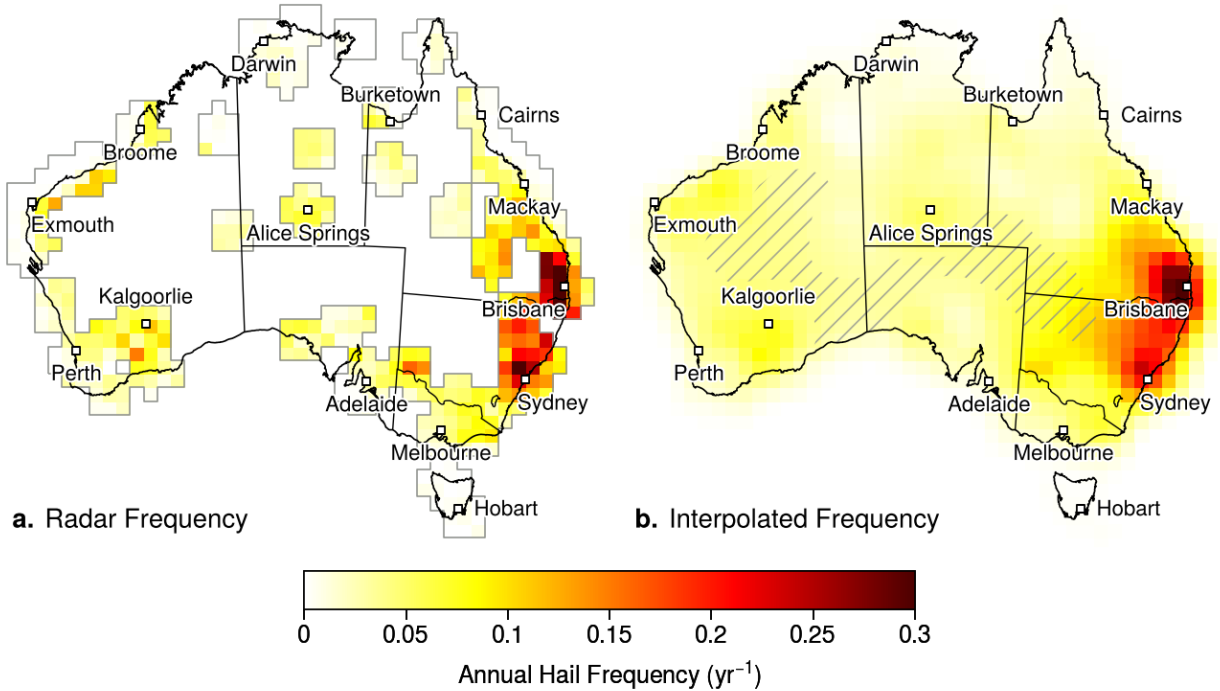 Darwin
Burketown
Cairns
Broome
Exmouth
Mackay
Alice Springs
Kalgoorlie
Brisbane
Perth
Adelaide
Sydney
Melbourne
Hobart
a. Radar Frequency
Darwin
Burketown
Cairns
Broome
Exmouth
Mackay
Alice Springs
Kalgoorlie
Brisbane
Perth
Adelaide
Sydney
Melbourne
Hobart
b. Interpolated Frequency
0 0.05 0.1 0.15 0.2 0.25 0.3
Annual Hail Frequency (yr⁻¹)